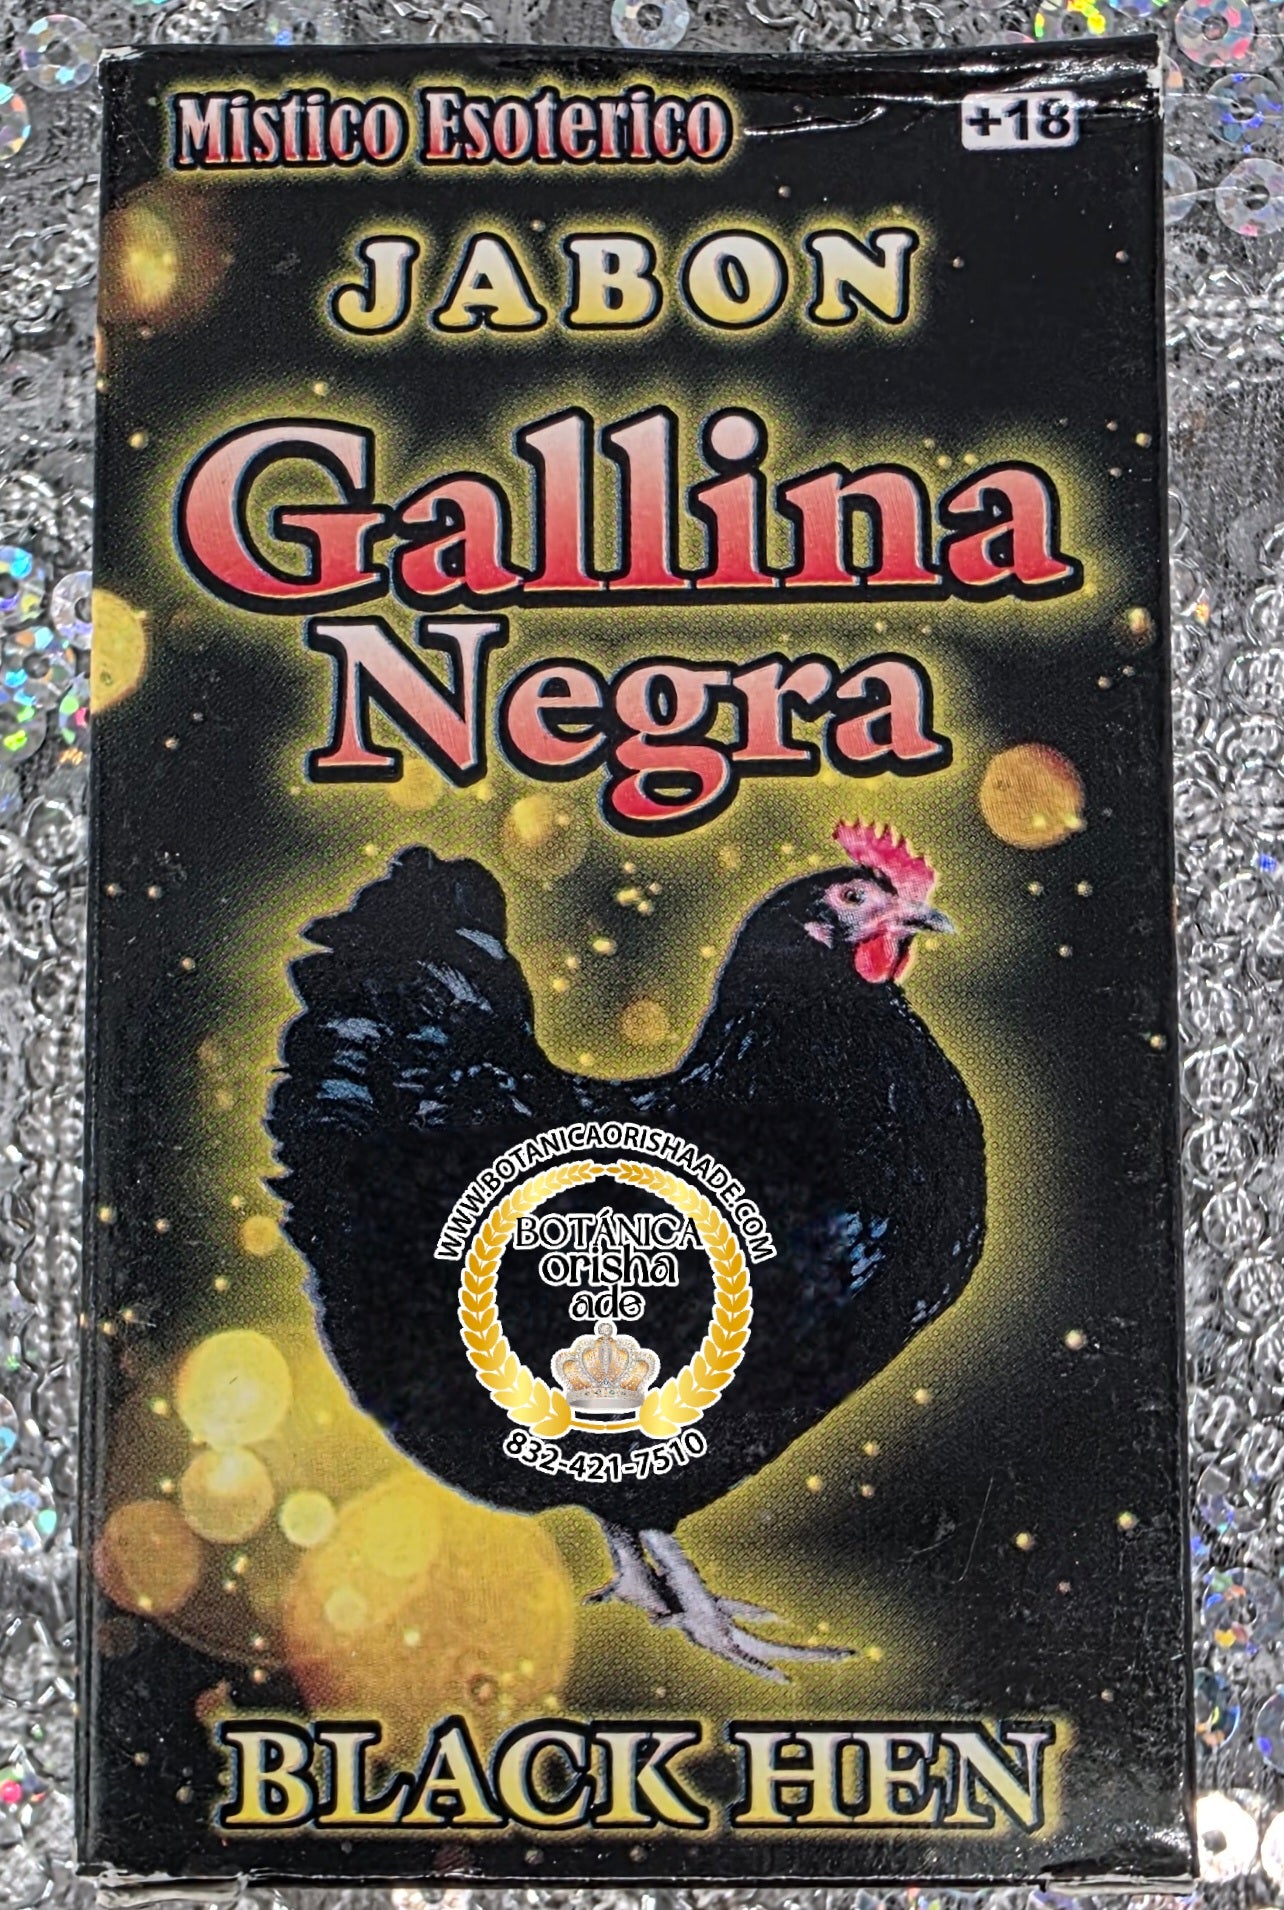 Mistico Esoterico
+18
JABON
Gallina
Negra
WWW.BOTANICAORISHAADE.COM
BOTÁNICA
orisha
ade
832-421-7510
BLACK HEN